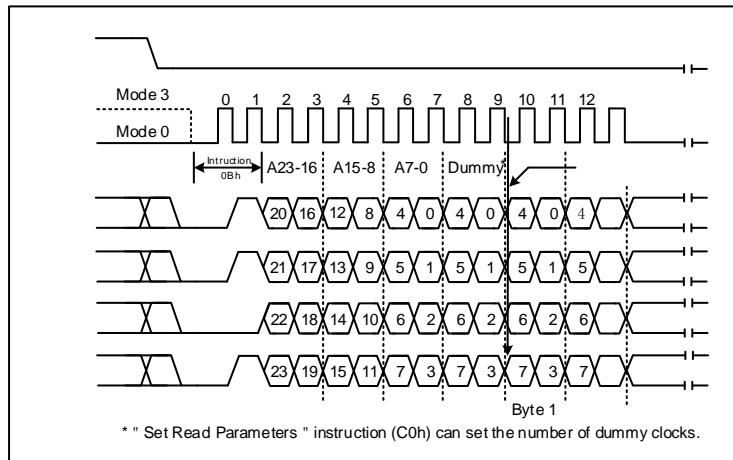 Mode 3
0 1 2 3 4 5 6 7 8 9 10 11 12
Mode 0
Intruction
0Bh
A23-16 A15-8 A7-0 Dummy*
20 16 12 8 4 0 4 0 4 0 4
21 17 13 9 5 1 5 1 5 1 5
22 18 14 10 6 2 6 2 6 2 6
23 19 15 11 7 3 7 3 7 3 7
Byte 1
* " Set Read Parameters " instruction (C0h) can set the number of dummy clocks.